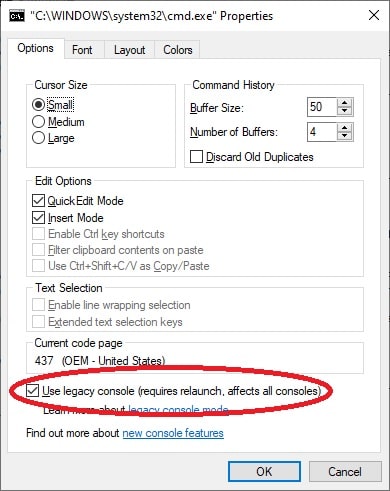 "C:\WINDOWS\system32\cmd.exe" Properties
Options Font Layout Colors
Cursor Size
Small
Medium
Large
Command History
Buffer Size: 50
Number of Buffers: 4
Discard Old Duplicates
Edit Options
QuickEdit Mode
Insert Mode
Enable Ctrl key shortcuts
Filter clipboard contents on paste
Use Ctrl+Shift+C/V as Copy/Paste
Text Selection
Enable line wrapping selection
Extended text selection keys
Current code page
437 (OEM - United States)
Use legacy console (requires relaunch, affects all consoles)
Learn more about legacy console mode
Find out more about new console features
OK Cancel